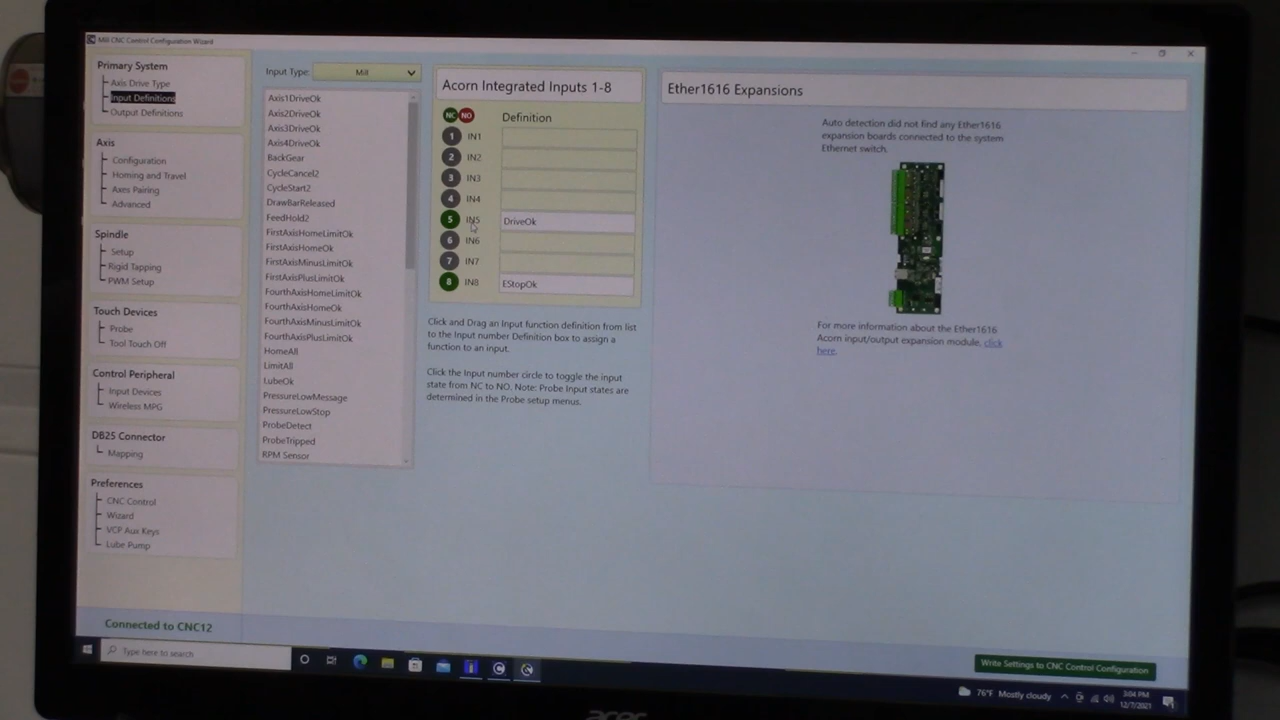 Mill CNC Control Configuration Wizard
Primary System
Axis Drive Type
Input Definitions
Output Definitions
Axis
Configuration
Homing and Travel
Axes Pairing
Advanced
Spindle
Setup
Rigid Tapping
PWM Setup
Touch Devices
Probe
Tool Touch Off
Control Peripheral
Input Devices
Wireless MPG
DB25 Connector
Mapping
Preferences
CNC Control
Wizard
VCP Aux Keys
Lube Pump
Connected to CNC12
Input Type: Mill
Axis1DriveOk
Axis2DriveOk
Axis3DriveOk
Axis4DriveOk
BackGear
CycleCancel2
CycleStart2
DrawBarReleased
FeedHold2
FirstAxisHomeLimitOk
FirstAxisHomeOk
FirstAxisMinusLimitOk
FirstAxisPlusLimitOk
FourthAxisHomeLimitOk
FourthAxisHomeOk
FourthAxisMinusLimitOk
FourthAxisPlusLimitOk
HomeAll
LimitAll
LubeOk
PressureLowMessage
PressureLowStop
ProbeDetect
ProbeTripped
RPM Sensor
Acorn Integrated Inputs 1-8
NC NO Definition
1 IN1
2 IN2
3 IN3
4 IN4
5 IN5 DriveOk
6 IN6
7 IN7
8 IN8 EStopOk
Click and Drag an Input function definition from list
to the Input number Definition box to assign a
function to an input.
Click the Input number circle to toggle the input
state from NC to NO. Note: Probe Input states are
determined in the Probe setup menus.
Ether1616 Expansions
Auto detection did not find any Ether1616
expansion boards connected to the system
Ethernet switch.
For more information about the Ether1616
Acorn input/output expansion module, click
here.
Write Settings to CNC Control Configuration
Type here to search
76°F Mostly cloudy
3:04 PM
12/7/2021
acer